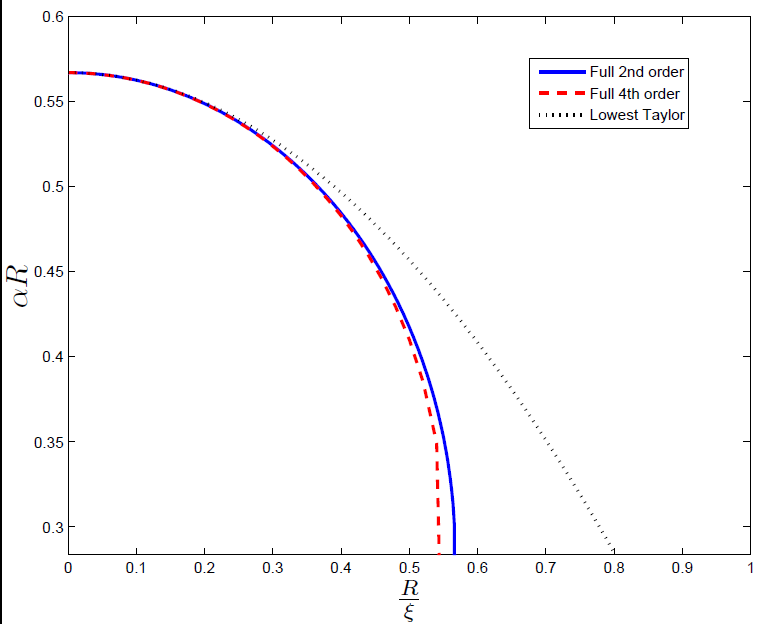 0.6
0.55
0.5
0.45
0.4
0.35
0.3
αR
Full 2nd order
Full 4th order
Lowest Taylor
0 0.1 0.2 0.3 0.4 0.5 0.6 0.7 0.8 0.9 1
R
ξ